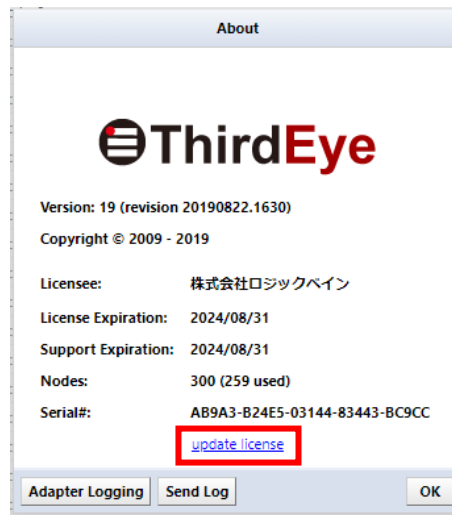 About
ThirdEye
Version: 19 (revision 20190822.1630)
Copyright © 2009 - 2019
Licensee: 株式会社ロジックベイン
License Expiration: 2024/08/31
Support Expiration: 2024/08/31
Nodes: 300 (259 used)
Serial#: AB9A3-B24E5-03144-83443-BC9CC
update license
Adapter Logging Send Log OK